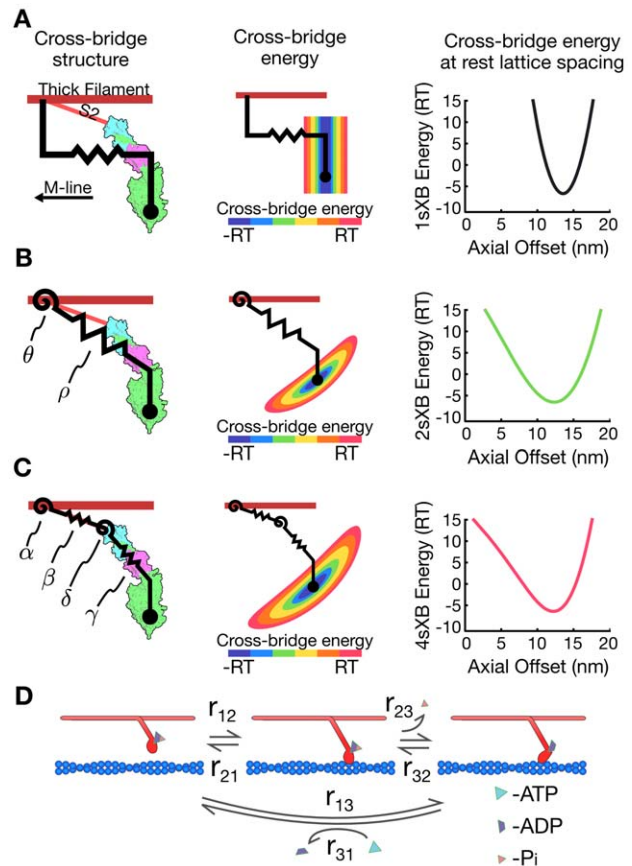 A
Cross-bridge
structure
Cross-bridge
energy
Cross-bridge energy
at rest lattice spacing
Thick Filament
S2
M-line
Cross-bridge energy
-RT
RT
1sXB Energy (RT)
15
10
5
0
-5
-10
0
5
10
15
20
Axial Offset (nm)
B
θ
ρ
Cross-bridge energy
-RT
RT
2sXB Energy (RT)
15
10
5
0
-5
-10
0
5
10
15
20
Axial Offset (nm)
C
α
β
δ
γ
Cross-bridge energy
-RT
RT
4sXB Energy (RT)
15
10
5
0
-5
-10
0
5
10
15
20
Axial Offset (nm)
D
r12
r21
r23
r32
r13
r31
-ATP
-ADP
-Pi